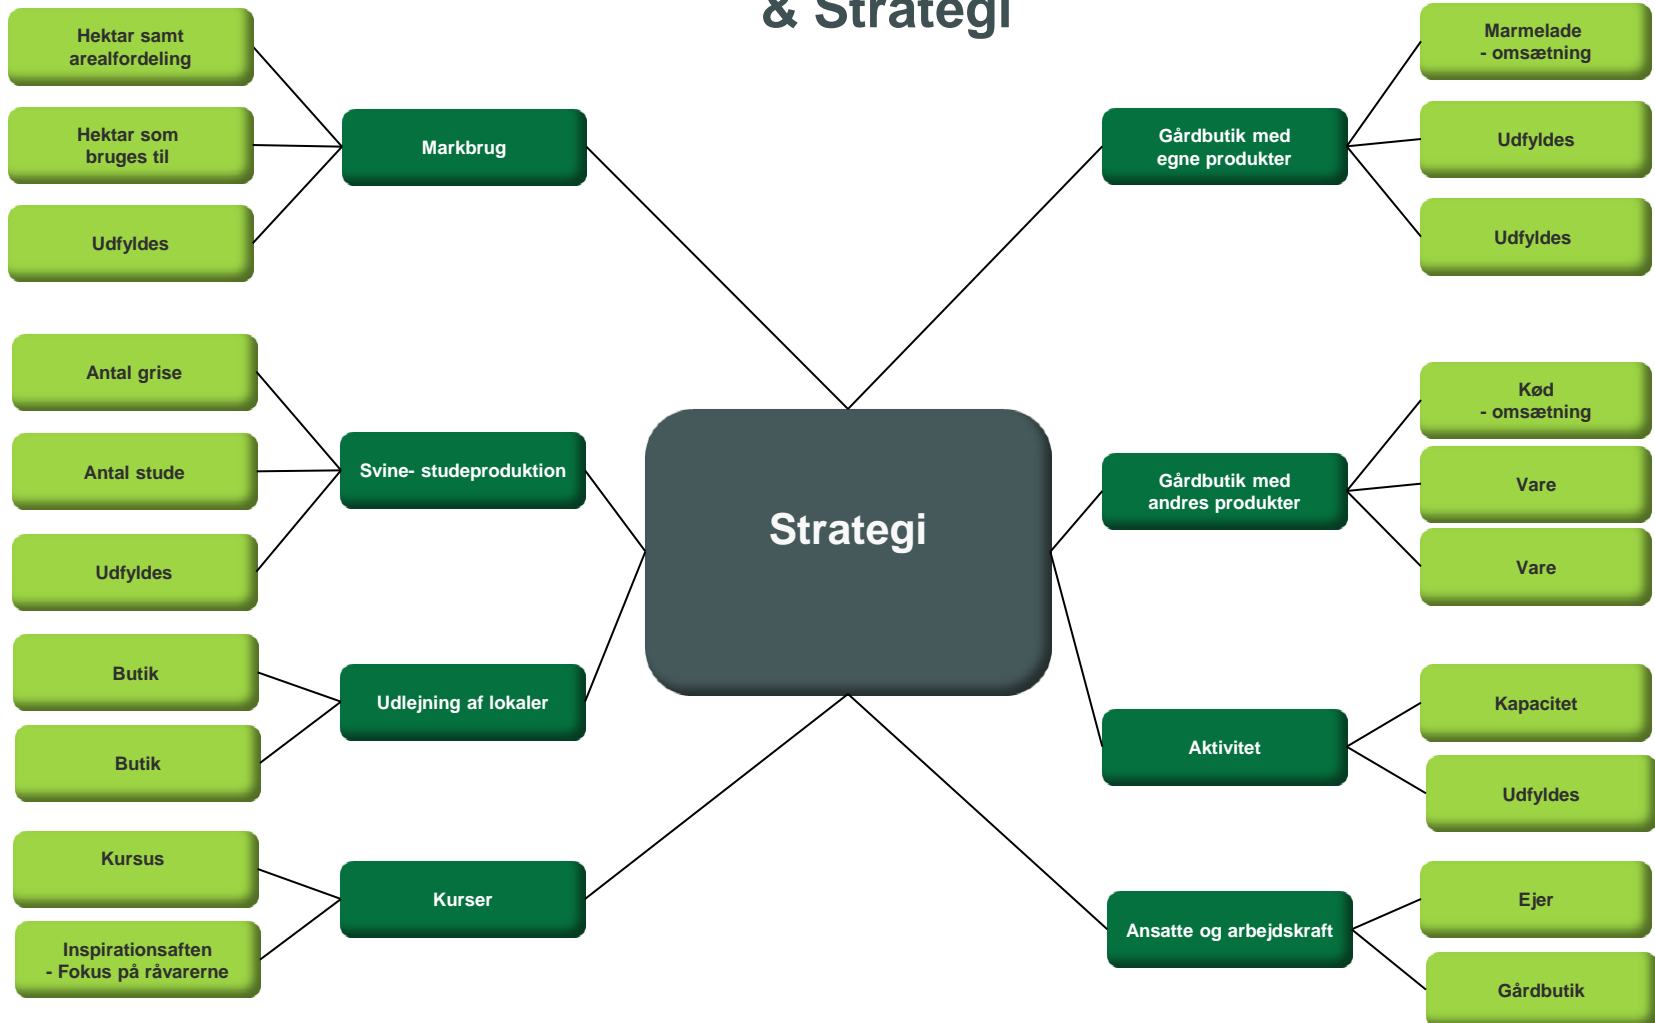 & Strategi
Hektar samt
arealfordeling
Hektar som
bruges til
Udfyldes
Markbrug
Antal grise
Antal stude
Udfyldes
Svine- studeproduktion
Butik
Butik
Udlejning af lokaler
Kursus
Inspirationsaften
- Fokus på råvarerne
Kurser
Strategi
Gårdbutik med
egne produkter
Marmelade
- omsætning
Udfyldes
Udfyldes
Gårdbutik med
andres produkter
Kød
- omsætning
Vare
Vare
Aktivitet
Kapacitet
Udfyldes
Ansatte og arbejdskraft
Ejer
Gårdbutik